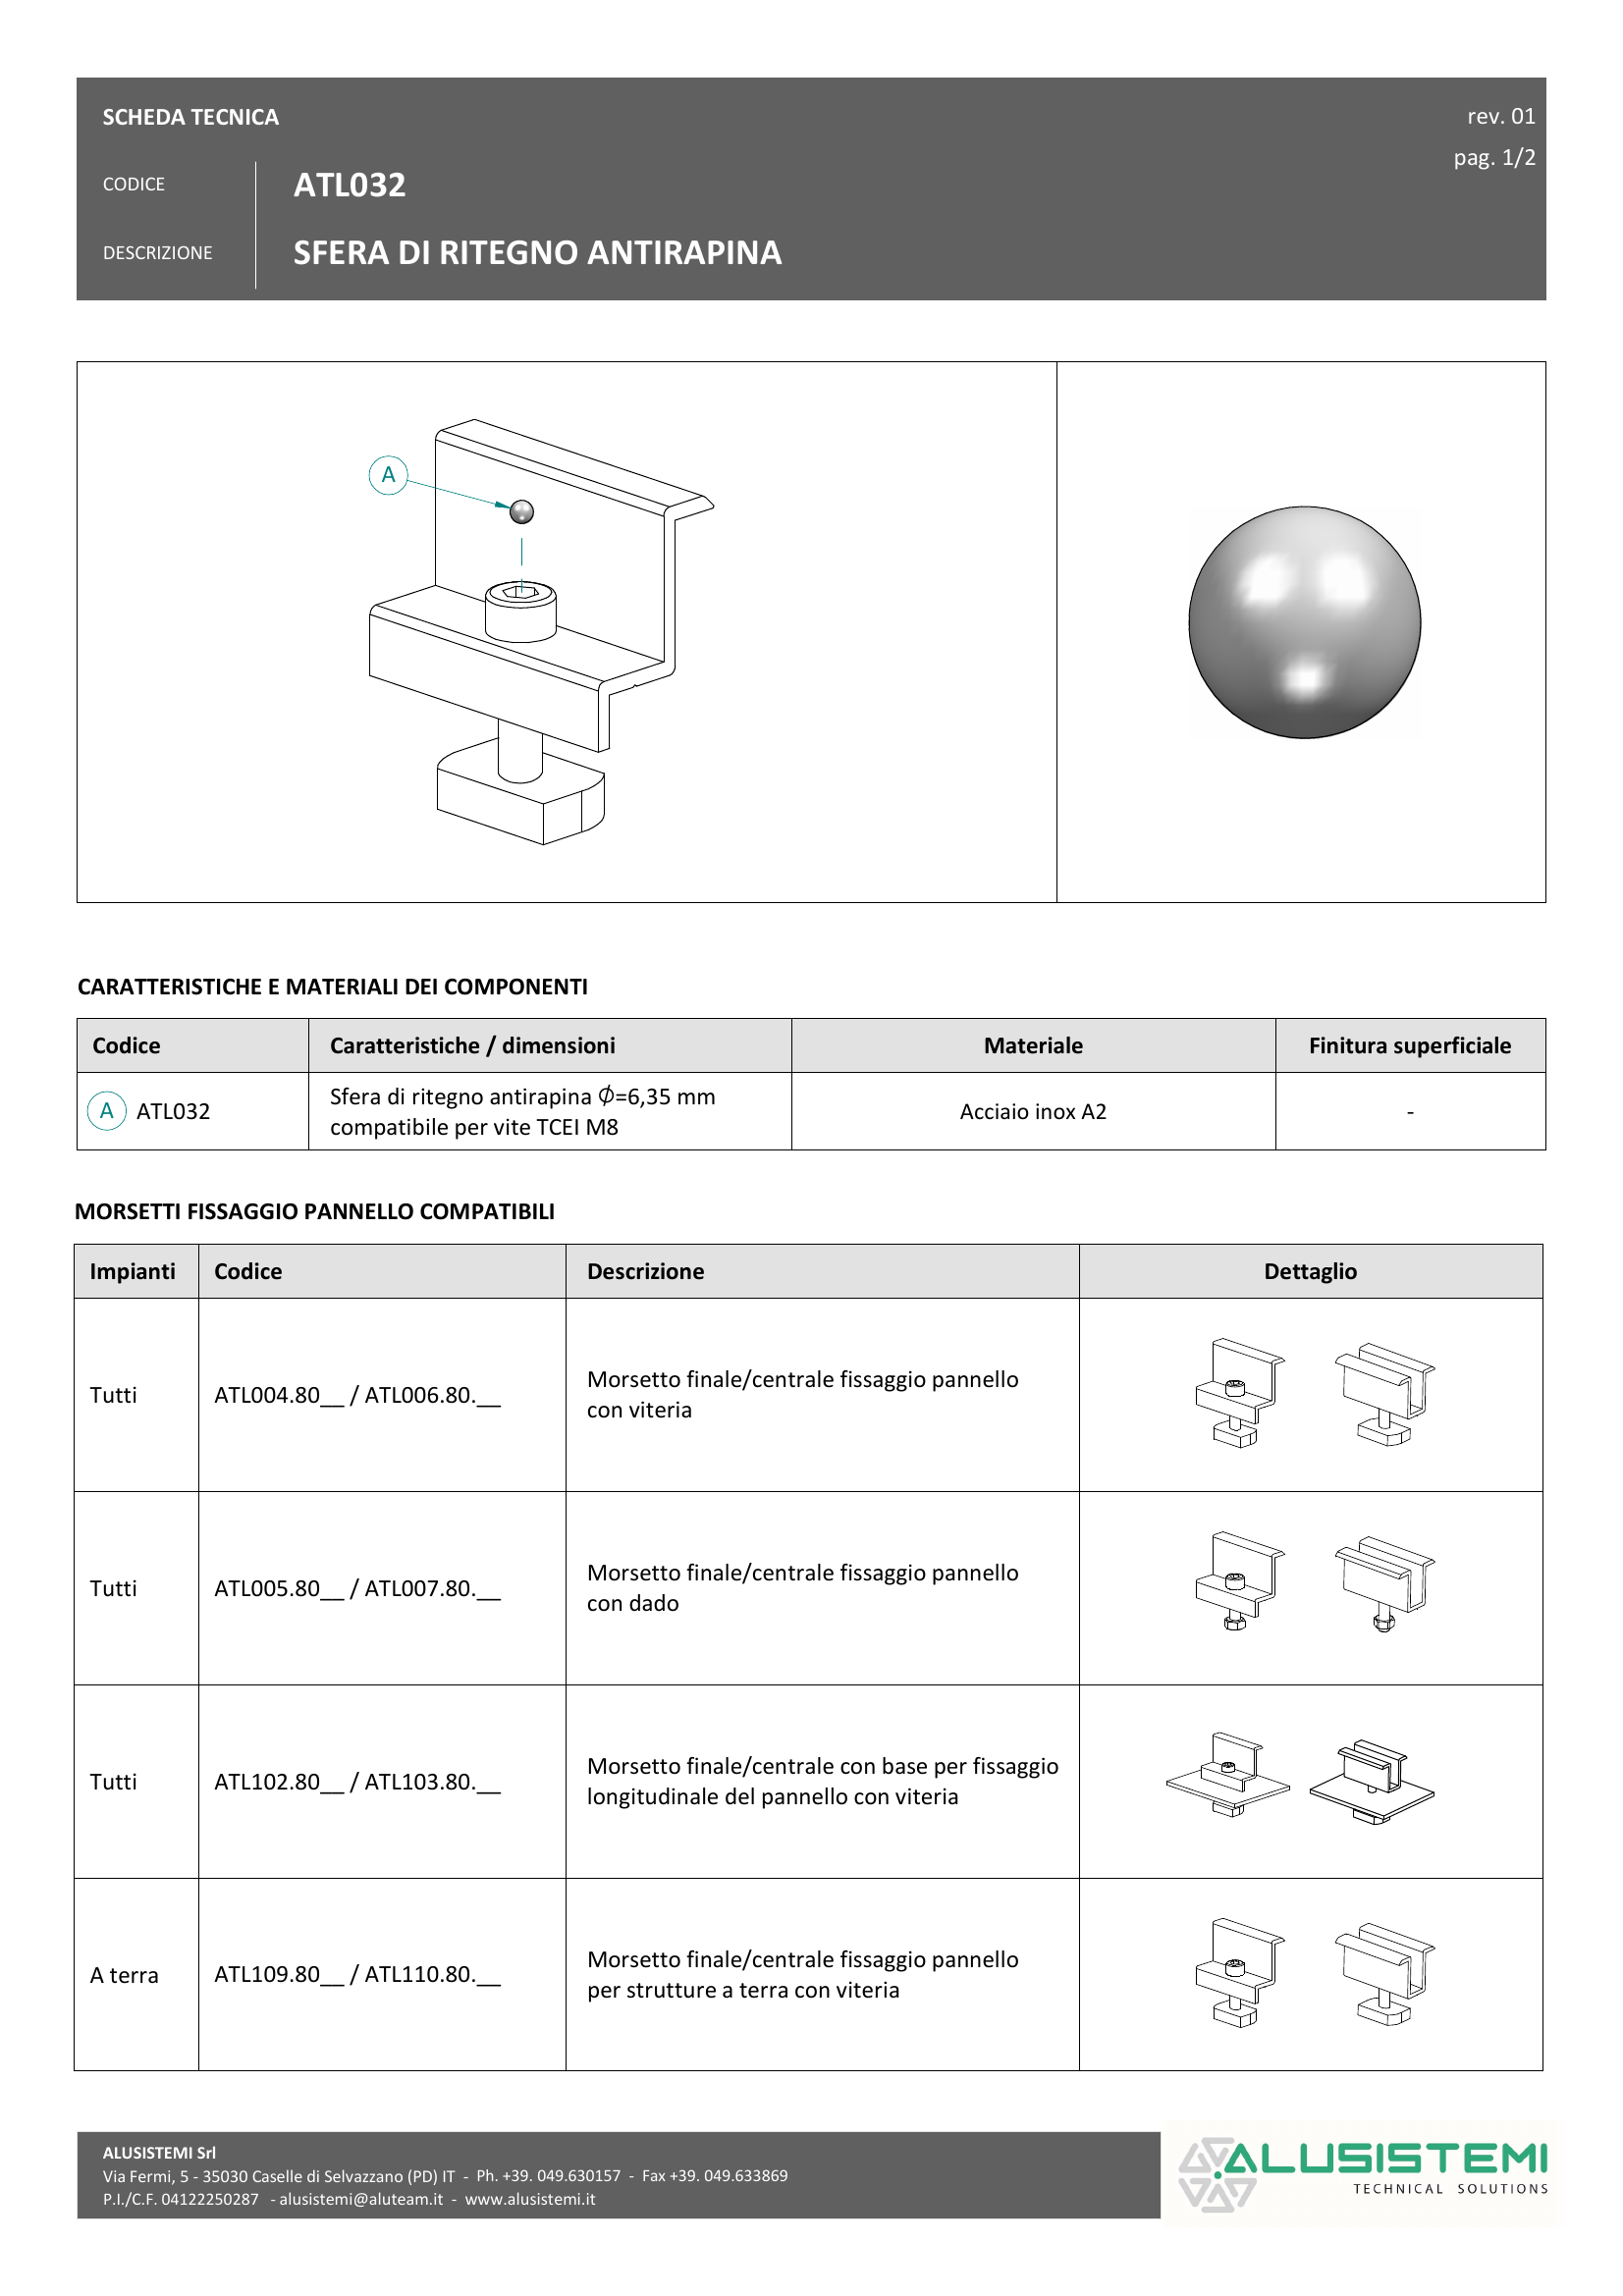 SCHEDA TECNICA
rev. 01
pag. 1/2
CODICE
ATL032
DESCRIZIONE
SFERA DI RITEGNO ANTIRAPINA
A
CARATTERISTICHE E MATERIALI DEI COMPONENTI
Codice Caratteristiche / dimensioni Materiale Finitura superficiale
A ATL032
Sfera di ritegno antirapina ∅=6,35 mm
compatibile per vite TCEI M8
Acciaio inox A2
-
MORSETTI FISSAGGIO PANNELLO COMPATIBILI
Impianti Codice Descrizione Dettaglio
Tutti
ATL004.80__ / ATL006.80.__
Morsetto finale/centrale fissaggio pannello
con viteria
Tutti
ATL005.80__ / ATL007.80.__
Morsetto finale/centrale fissaggio pannello
con dado
Tutti
ATL102.80__ / ATL103.80.__
Morsetto finale/centrale con base per fissaggio
longitudinale del pannello con viteria
A terra
ATL109.80__ / ATL110.80.__
Morsetto finale/centrale fissaggio pannello
per strutture a terra con viteria
ALUSISTEMI Srl
Via Fermi, 5 - 35030 Caselle di Selvazzano (PD) IT - Ph. +39. 049.630157 - Fax +39. 049.633869
P.I./C.F. 04122250287 - alusistemi@aluteam.it - www.alusistemi.it
ALUSISTEMI
TECHNICAL SOLUTIONS